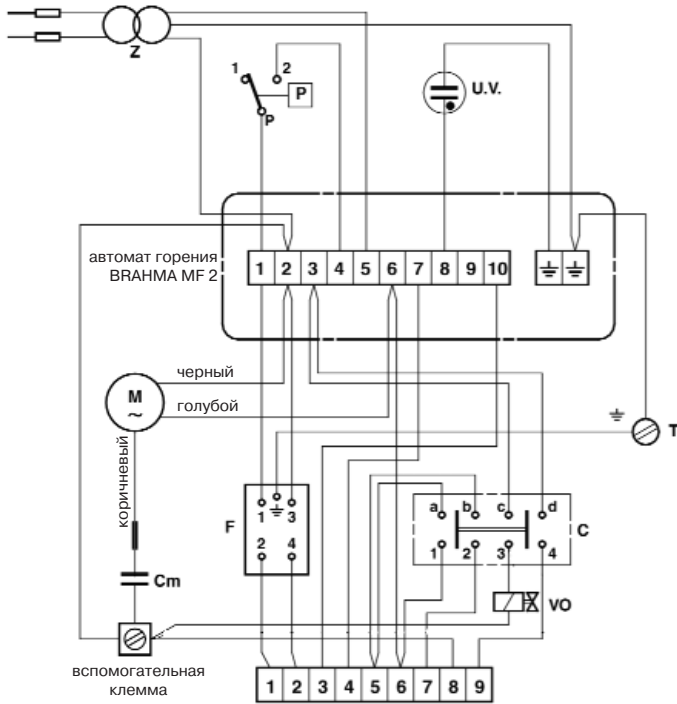 Z
1 2
P
P
U.V.
автомат горения
BRAHMA MF 2
1 2 3 4 5 6 7 8 9 10
черный
M
~
голубой
коричневый
T
F
1 3
2 4
a b c d
C
1 2 3 4
Cm
VO
вспомогательная
клемма
1 2 3 4 5 6 7 8 9